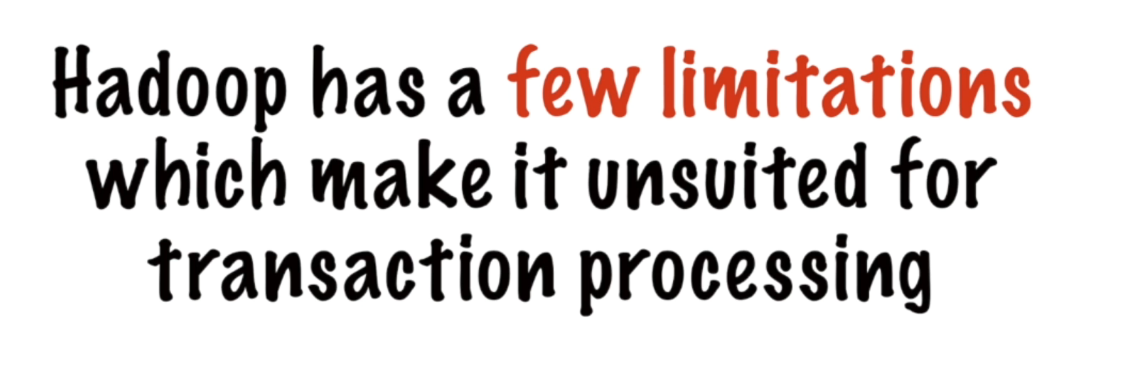 Hadoop has a few limitations
which make it unsuited for
transaction processing